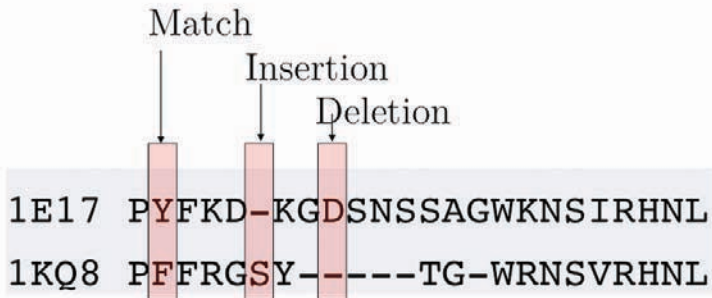 Match
Insertion
Deletion
1E17 PYFKD-KGDSNSSAGWKNSIRHNL
1KQ8 PFFRGSY-----TG-WRNSVRHNL